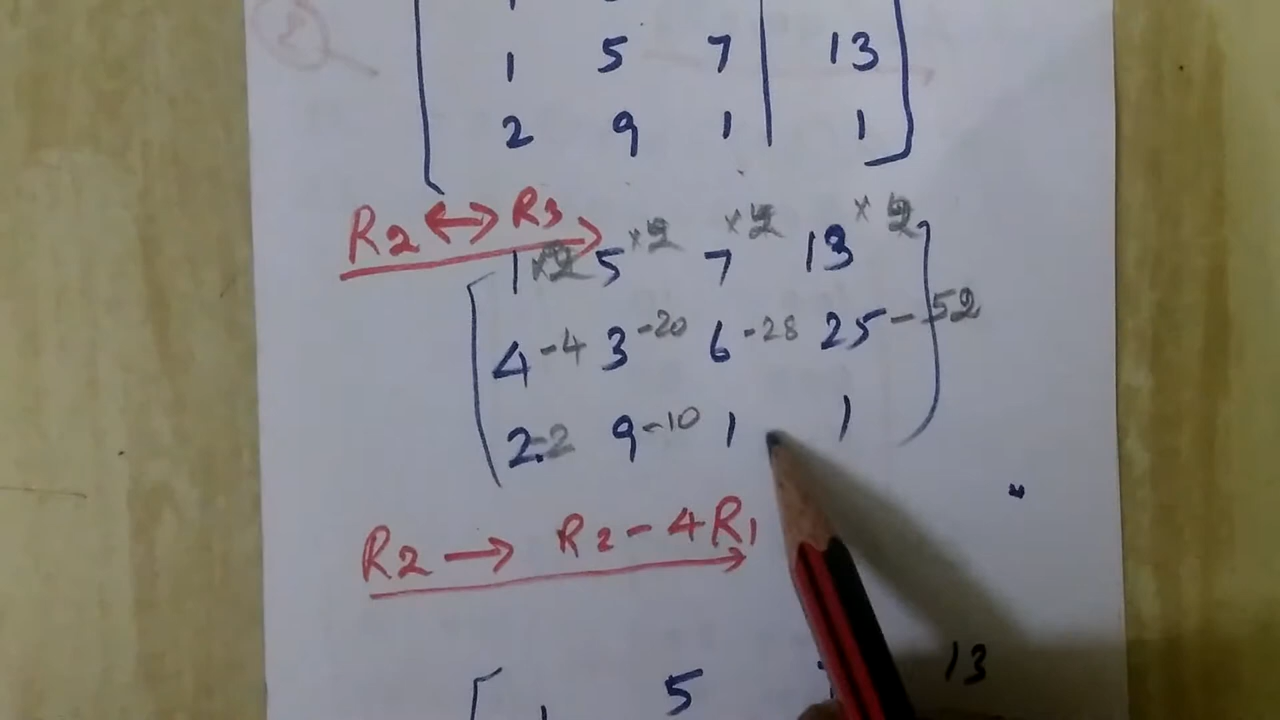 1 5 7 | 13
2 9 1 | 1
R2 ↔ R3
1×2 5×2 7×2 13×2
4-4 3-20 6-28 25-52
2-2 9-10 1 1
R2 → R2-4R1
1 5 13